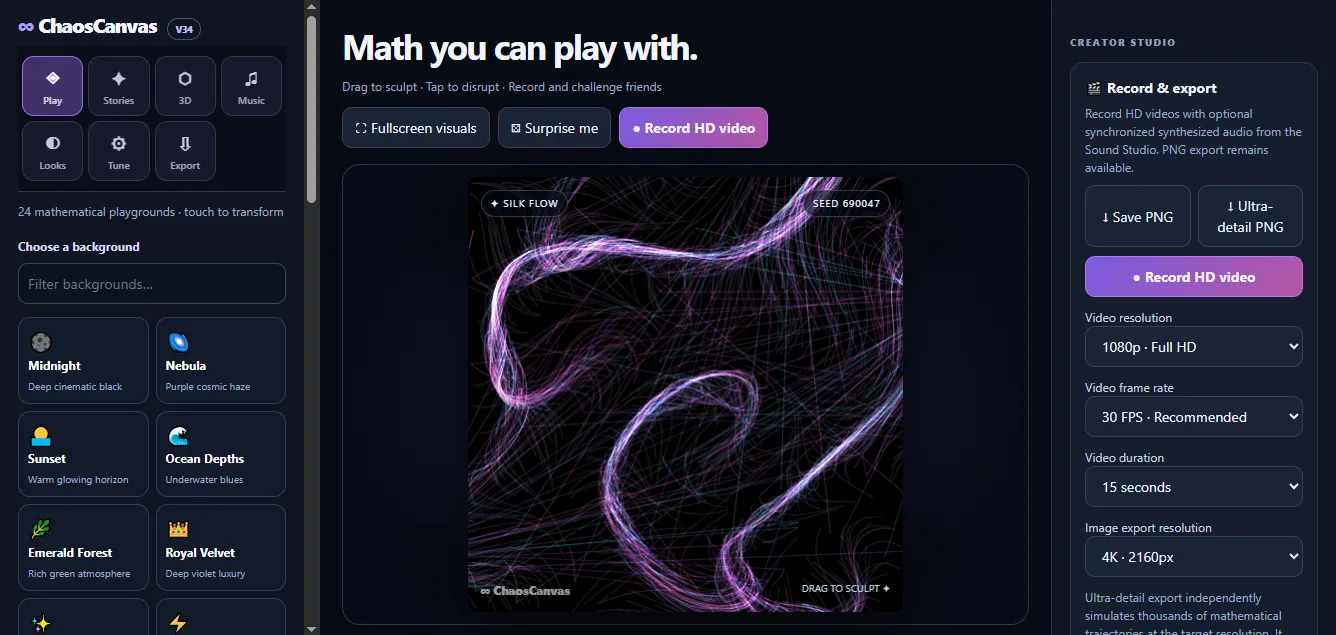 ∞ ChaosCanvas V34
Play
Stories
3D
Music
Looks
Tune
Export
24 mathematical playgrounds · touch to transform
Choose a background
Filter backgrounds...
Midnight
Deep cinematic black
Nebula
Purple cosmic haze
Sunset
Warm glowing horizon
Ocean Depths
Underwater blues
Emerald Forest
Rich green atmosphere
Royal Velvet
Deep violet luxury
Math you can play with.
Drag to sculpt · Tap to disrupt · Record and challenge friends
Fullscreen visuals
Surprise me
● Record HD video
✦ SILK FLOW
SEED 690047
∞ ChaosCanvas
DRAG TO SCULPT ✦
CREATOR STUDIO
Record & export
Record HD videos with optional
synchronized synthesized audio from the
Sound Studio. PNG export remains
available.
↓ Save PNG
↓ Ultra-
detail PNG
● Record HD video
Video resolution
1080p · Full HD
Video frame rate
30 FPS · Recommended
Video duration
15 seconds
Image export resolution
4K · 2160px
Ultra-detail export independently
simulates thousands of mathematical
trajectories at the target resolution. It